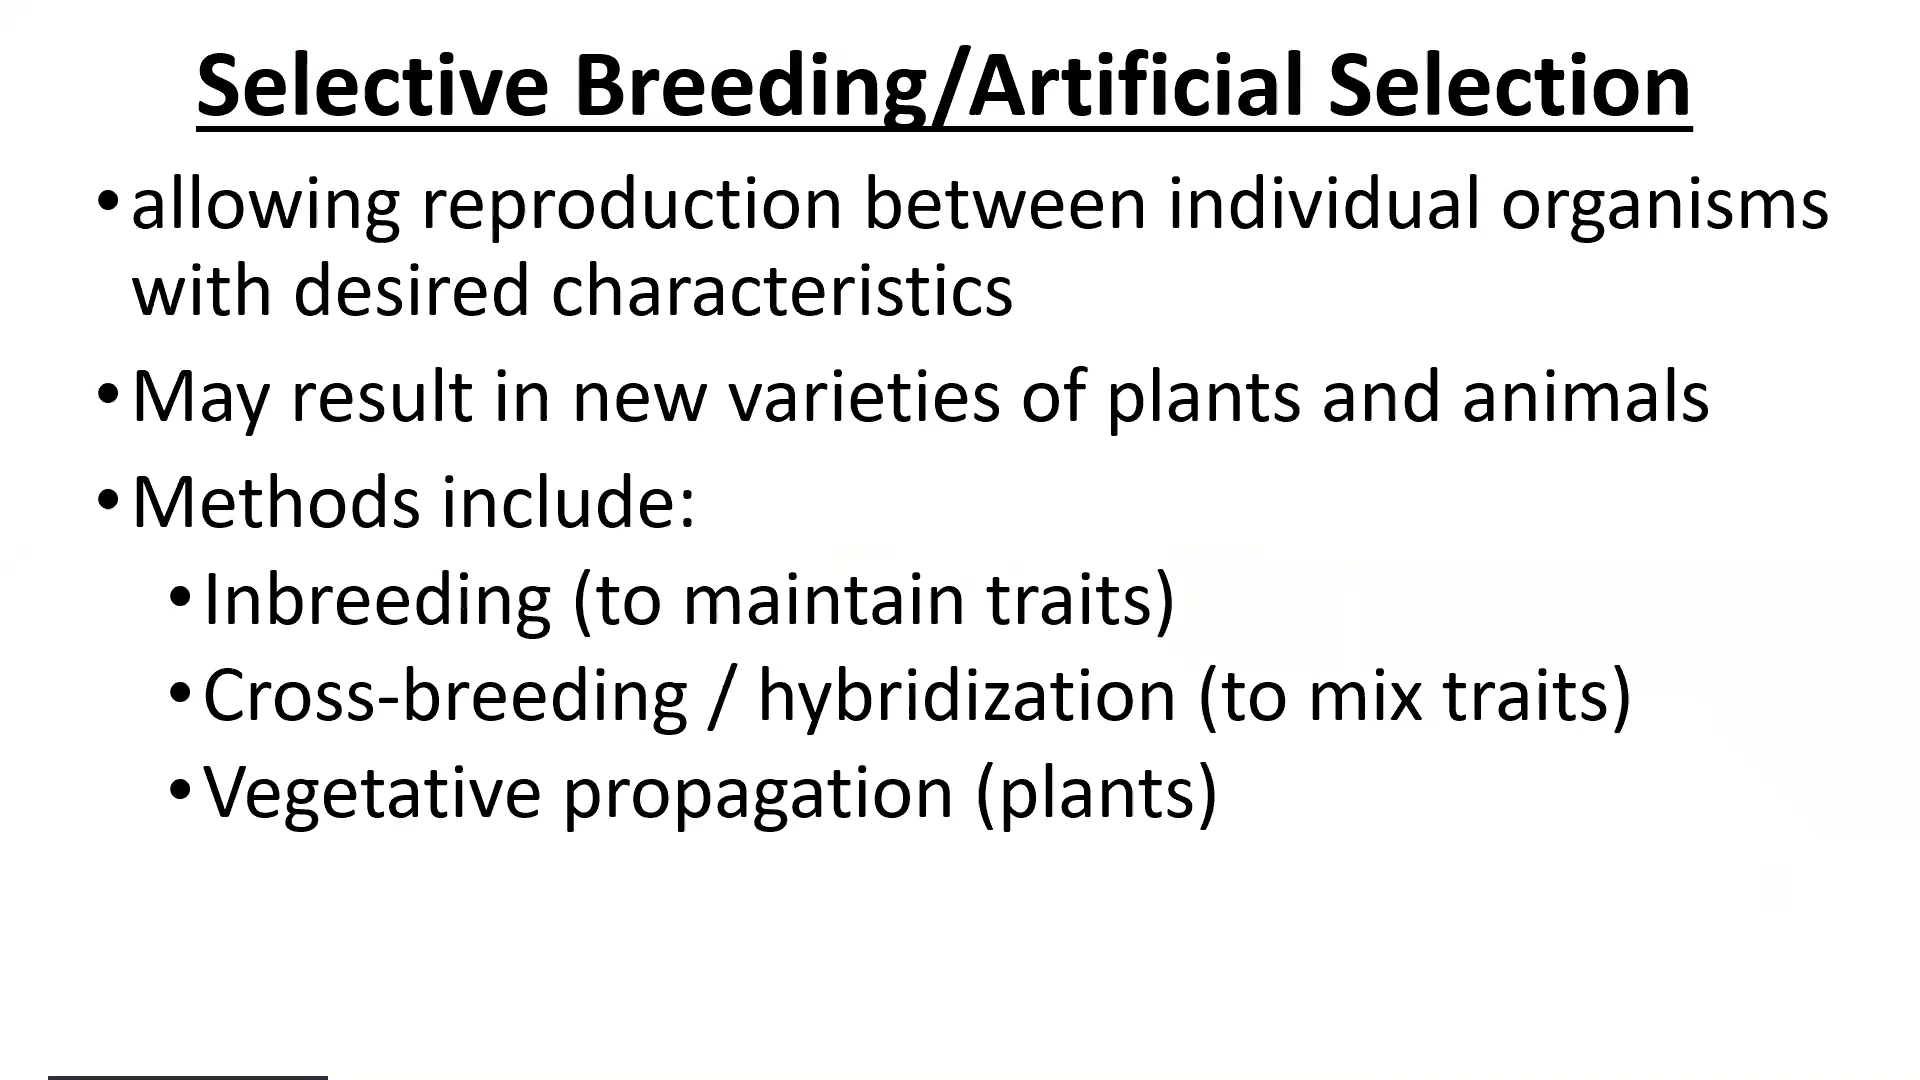 Selective Breeding/Artificial Selection
•allowing reproduction between individual organisms
with desired characteristics
•May result in new varieties of plants and animals
•Methods include:
•Inbreeding (to maintain traits)
•Cross-breeding / hybridization (to mix traits)
•Vegetative propagation (plants)